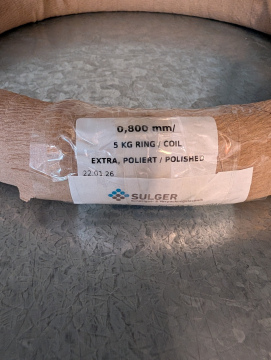 0,800 mm/
5 KG RING / COIL
EXTRA, POLIERT / POLISHED
22.01.26
SULGER